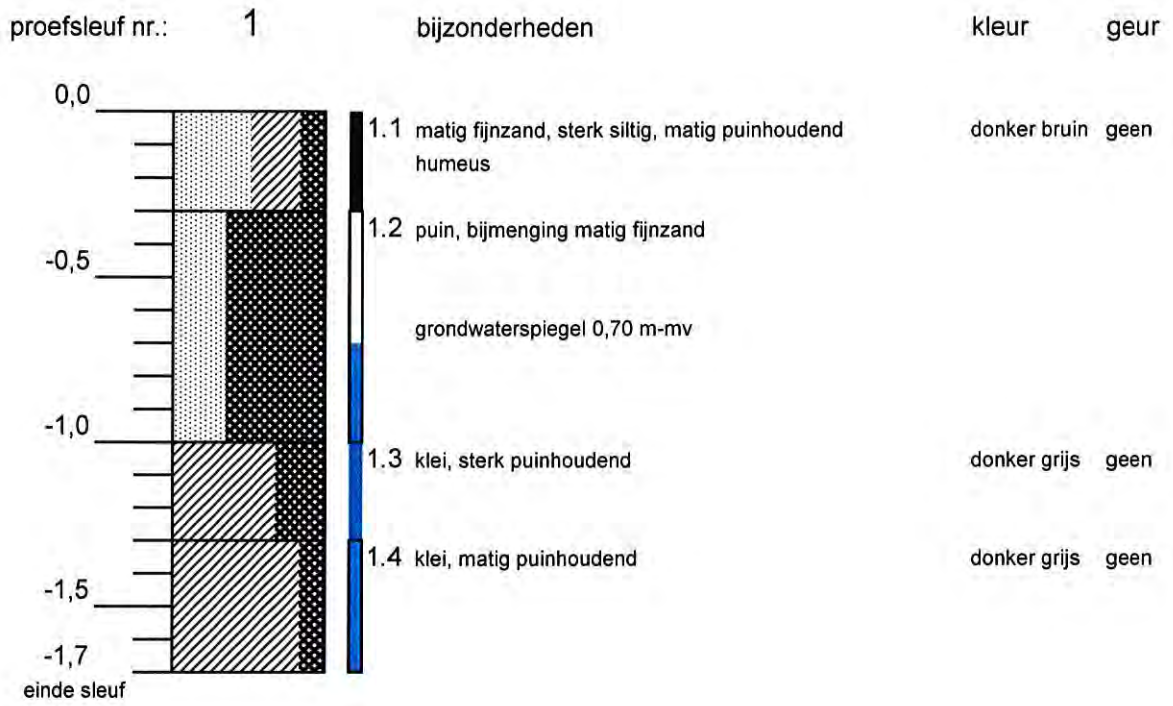 proefsleuf nr.: 1 bijzonderheden kleur geur
0,0
1.1 matig fijnzand, sterk siltig, matig puinhoudend donker bruin geen
humeus
1.2 puin, bijmenging matig fijnzand
-0,5
grondwaterspiegel 0,70 m-mv
-1,0
1.3 klei, sterk puinhoudend donker grijs geen
1.4 klei, matig puinhoudend donker grijs geen
-1,5
-1,7
einde sleuf